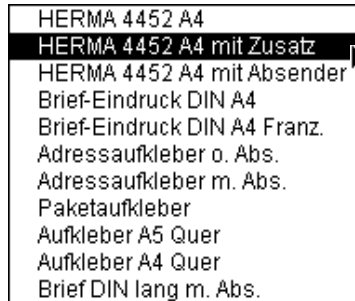 HERMA 4452 A4
HERMA 4452 A4 mit Zusatz
HERMA 4452 A4 mit Absender
Brief-Eindruck DIN A4
Brief-Eindruck DIN A4 Franz.
Adressaufkleber o. Abs.
Adressaufkleber m. Abs.
Paketaufkleber
Aufkleber A5 Quer
Aufkleber A4 Quer
Brief DIN lang m. Abs.